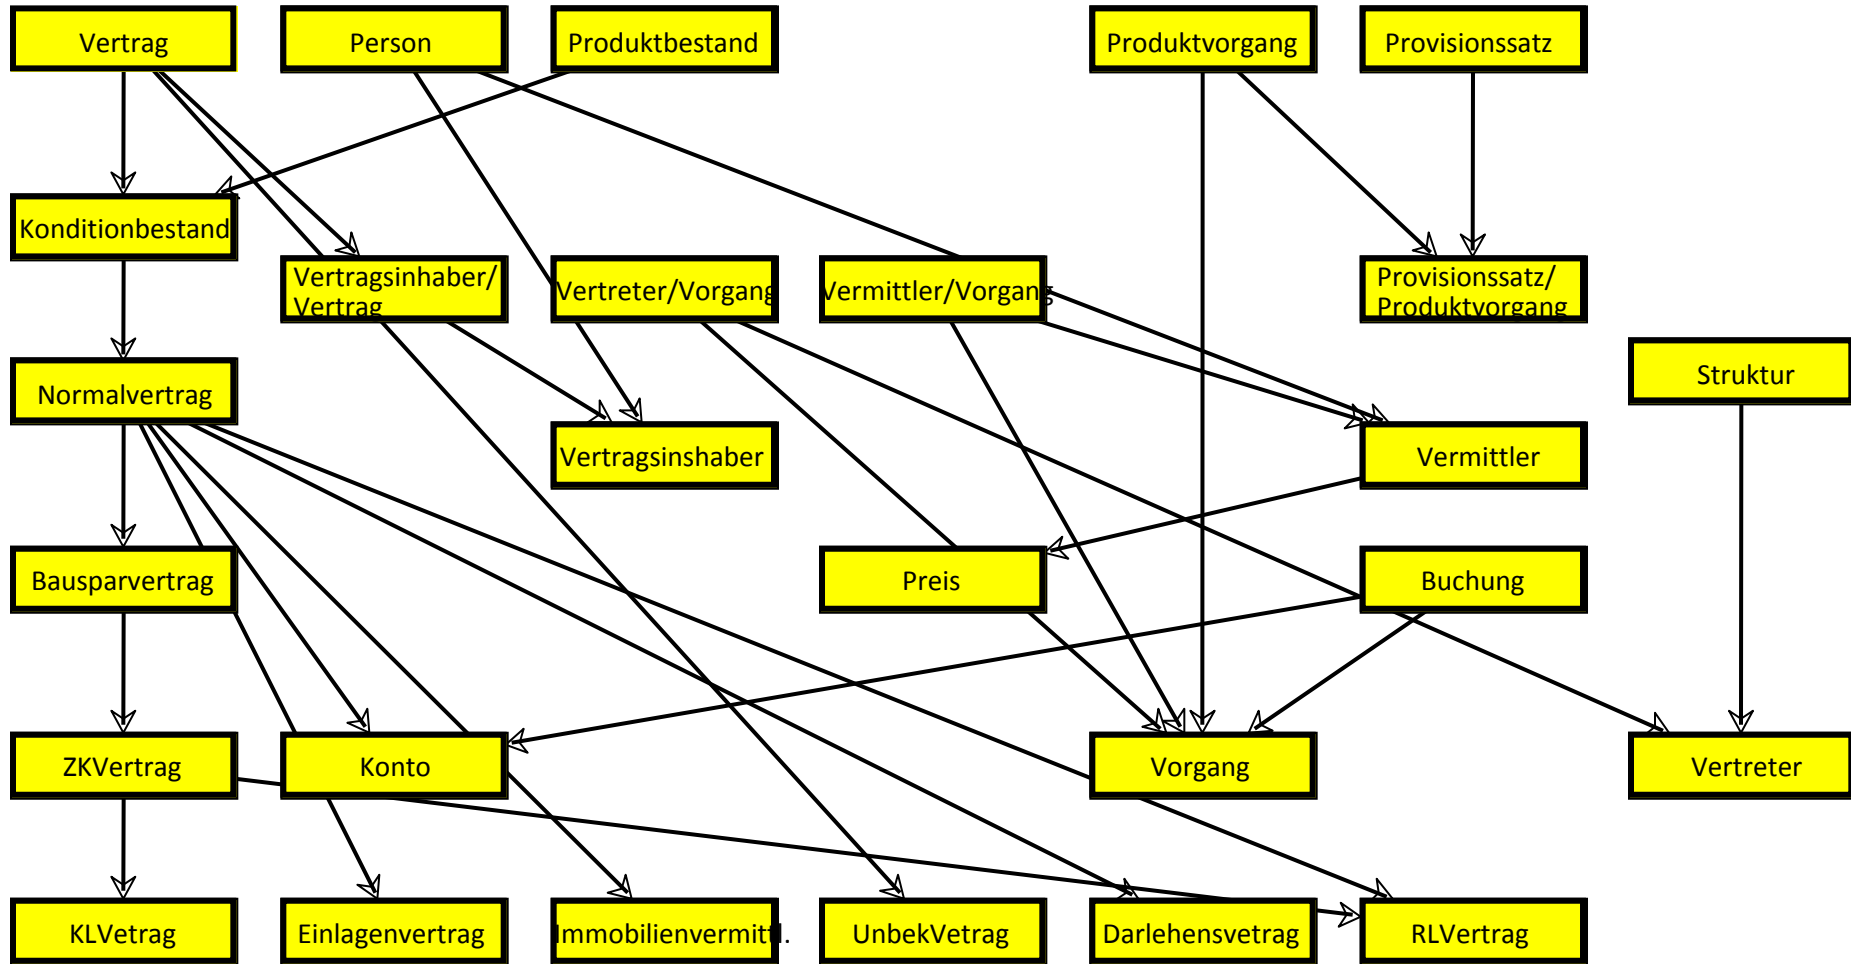 Vertrag
Person
Produktbestand
Produktvorgang
Provisionssatz
Konditionbestand
Vertragsinhaber/
Vertrag
Vertreter/Vorgang
Vermittler/Vorgang
Provisionssatz/
Produktvorgang
Struktur
Normalvertrag
Vertragsinshaber
Vermittler
Bausparvertrag
Preis
Buchung
ZKVertrag
Konto
Vorgang
Vertreter
KLVetrag
Einlagenvertrag
Immobilienvermittl.
UnbekVetrag
Darlehensvetrag
RLVertrag